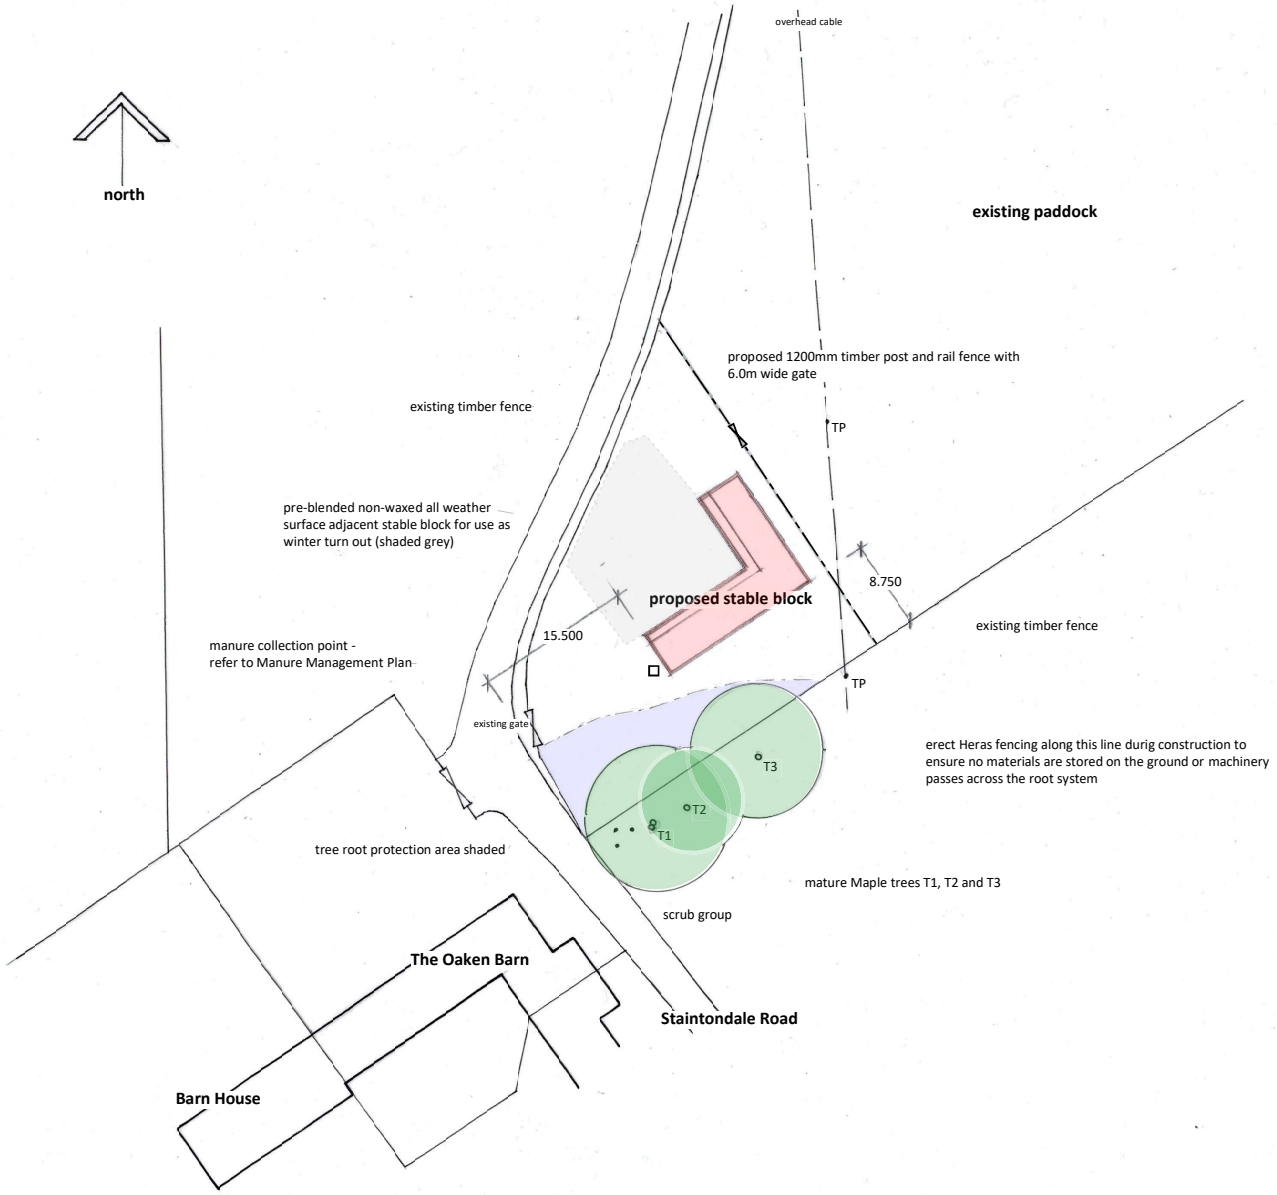 overhead cable
north
existing paddock
proposed 1200mm timber post and rail fence with
6.0m wide gate
existing timber fence
TP
pre-blended non-waxed all weather
surface adjacent stable block for use as
winter turn out (shaded grey)
8.750
proposed stable block
15.500
existing timber fence
manure collection point -
refer to Manure Management Plan
TP
existing gate
erect Heras fencing along this line durig construction to
ensure no materials are stored on the ground or machinery
passes across the root system
T3
T2
T1
tree root protection area shaded
mature Maple trees T1, T2 and T3
scrub group
The Oaken Barn
Staintondale Road
Barn House